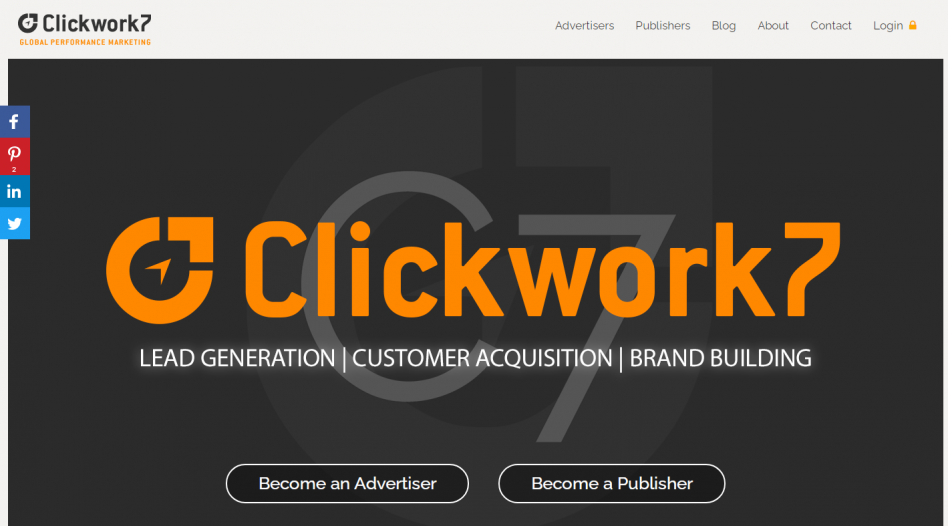 Clickwork7
GLOBAL PERFORMANCE MARKETING
Advertisers Publishers Blog About Contact Login
2
C7
Clickwork7
LEAD GENERATION | CUSTOMER ACQUISITION | BRAND BUILDING
Become an Advertiser Become a Publisher